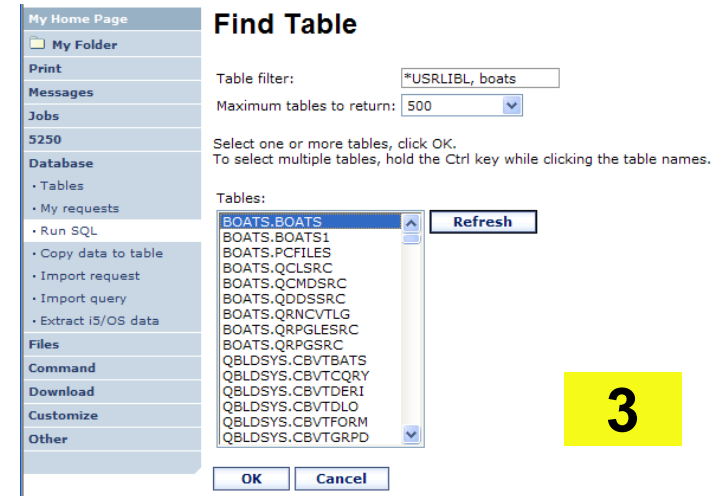 My Home Page
My Folder
Print
Messages
Jobs
5250
Database
· Tables
· My requests
· Run SQL
· Copy data to table
· Import request
· Import query
· Extract i5/OS data
Files
Command
Download
Customize
Other
Find Table
Table filter: *USRLIBL, boats
Maximum tables to return: 500
Select one or more tables, click OK.
To select multiple tables, hold the Ctrl key while clicking the table names.
Tables:
BOATS.BOATS
BOATS.BOATS1
BOATS.PCFILES
BOATS.QCLSRC
BOATS.QCMDSRC
BOATS.QDDSSRC
BOATS.QRNCVTLG
BOATS.QRPGLESRC
BOATS.QRPGSRC
QBLDSYS.CBVTBATS
QBLDSYS.CBVTCQRY
QBLDSYS.CBVTDERI
QBLDSYS.CBVTDLO
QBLDSYS.CBVTFORM
QBLDSYS.CBVTGRPD
Refresh
3
OK Cancel